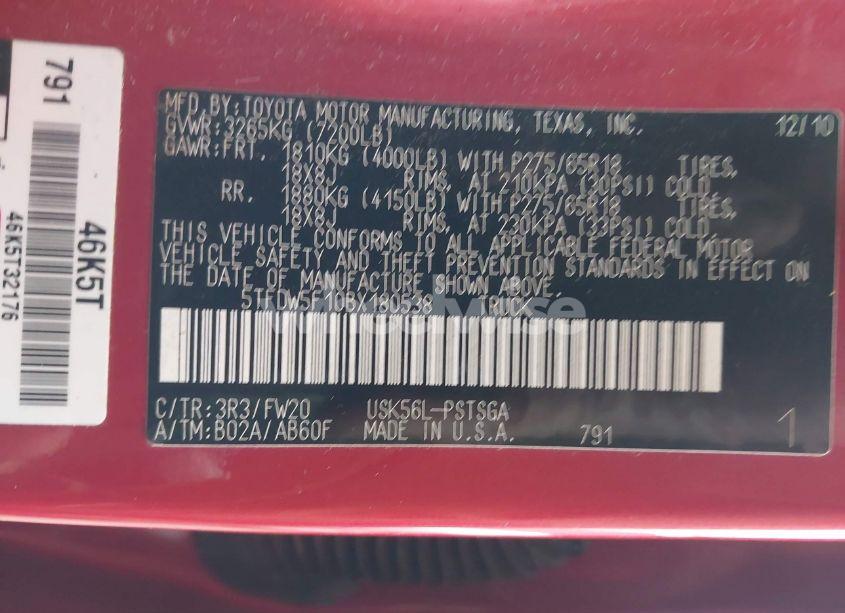 MFD.BY:TOYOTA MOTOR MANUFACTURING, TEXAS, INC. 12/10
GVWR:3265KG (7200LB)
GAWR:FRT. 1810KG (4000LB) WITH P275/65R18 TIRES,
18X8J RIMS, AT 210KPA (30PSI) COLD,
RR. 1880KG (4150LB) WITH P275/65R18 TIRES,
18X8J RIMS, AT 230KPA (33PSI) COLD.
THIS VEHICLE CONFORMS TO ALL APPLICABLE FEDERAL MOTOR
VEHICLE SAFETY AND THEFT PREVENTION STANDARDS IN EFFECT ON
THE DATE OF MANUFACTURE SHOWN ABOVE.
5TFDW5F10BX180538 TRUCK
C/TR:3R3/FW20 USK56L-PSTSGA
A/TM:B02A/AB60F MADE IN U.S.A. 791 1
791
46K5T
46K5T32176